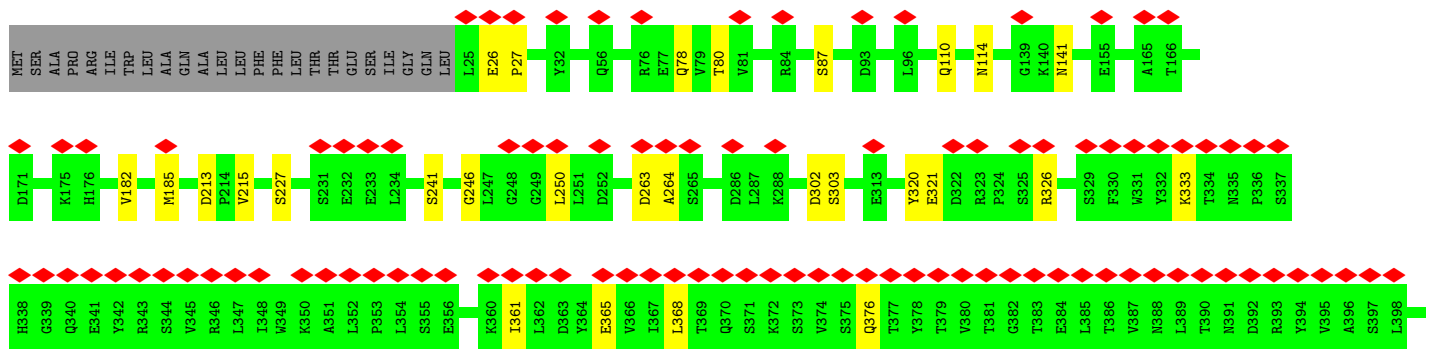 MET SER ALA PRO ARG ILE TRP LEU ALA GLN ALA LEU LEU PHE PHE LEU THR THR GLU SER ILE GLY GLN LEU L25 E26 P27 Y32 Q56 R76 E77 Q78 V79 T80 V81 R84 S87 D93 L96 Q110 N114 G139 K140 N141 E155 A165 T166
D171 K175 H176 V182 M185 D213 P214 V215 S227 S231 E232 E233 L234 S241 G246 L247 G248 G249 L250 L251 D252 D263 A264 S265 D286 L287 K288 D302 S303 E313 Y320 E321 D322 R323 P324 S325 R326 S329 F330 W331 Y332 K333 T334 N335 P336 S337
H338 G339 Q340 E341 Y342 R343 S344 V345 R346 L347 I348 W349 K350 A351 L352 P353 L354 S355 E356 K360 I361 L362 D363 Y364 E365 V366 I367 L368 T369 Q370 S371 K372 S373 V374 S375 Q376 T377 Y378 T379 V380 T381 G382 T383 E384 L385 T386 V387 N388 L389 T390 N391 D392 R393 Y394 V395 A396 S397 L398